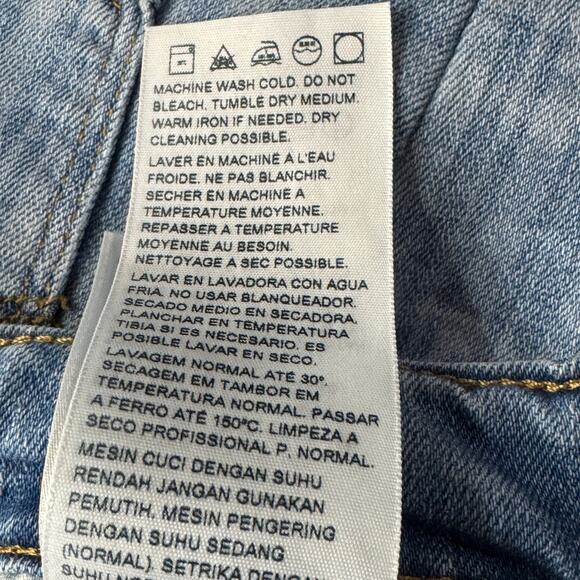 MACHINE WASH COLD. DO NOT
BLEACH. TUMBLE DRY MEDIUM.
WARM IRON IF NEEDED. DRY
CLEANING POSSIBLE.
LAVER EN MACHINE A L'EAU
FROIDE. NE PAS BLANCHIR.
SECHER EN MACHINE A
TEMPERATURE MOYENNE.
REPASSER A TEMPERATURE
MOYENNE AU BESOIN.
NETTOYAGE A SEC POSSIBLE.
LAVAR EN LAVADORA CON AGUA
FRIA. NO USAR BLANQUEADOR.
SECADO MEDIO EN SECADORA.
PLANCHAR EN TEMPERATURA
TIBIA SI ES NECESARIO. ES
POSIBLE LAVAR EN SECO.
LAVAGEM NORMAL ATÉ 30°.
SECAGEM EM TAMBOR EM
TEMPERATURA NORMAL. PASSAR
A FERRO ATÉ 150°C. LIMPEZA A
SECO PROFISSIONAL P. NORMAL.
MESIN CUCI DENGAN SUHU
RENDAH JANGAN GUNAKAN
PEMUTIH. MESIN PENGERING
DENGAN SUHU SEDANG
(NORMAL). SETRIKA DENGAN